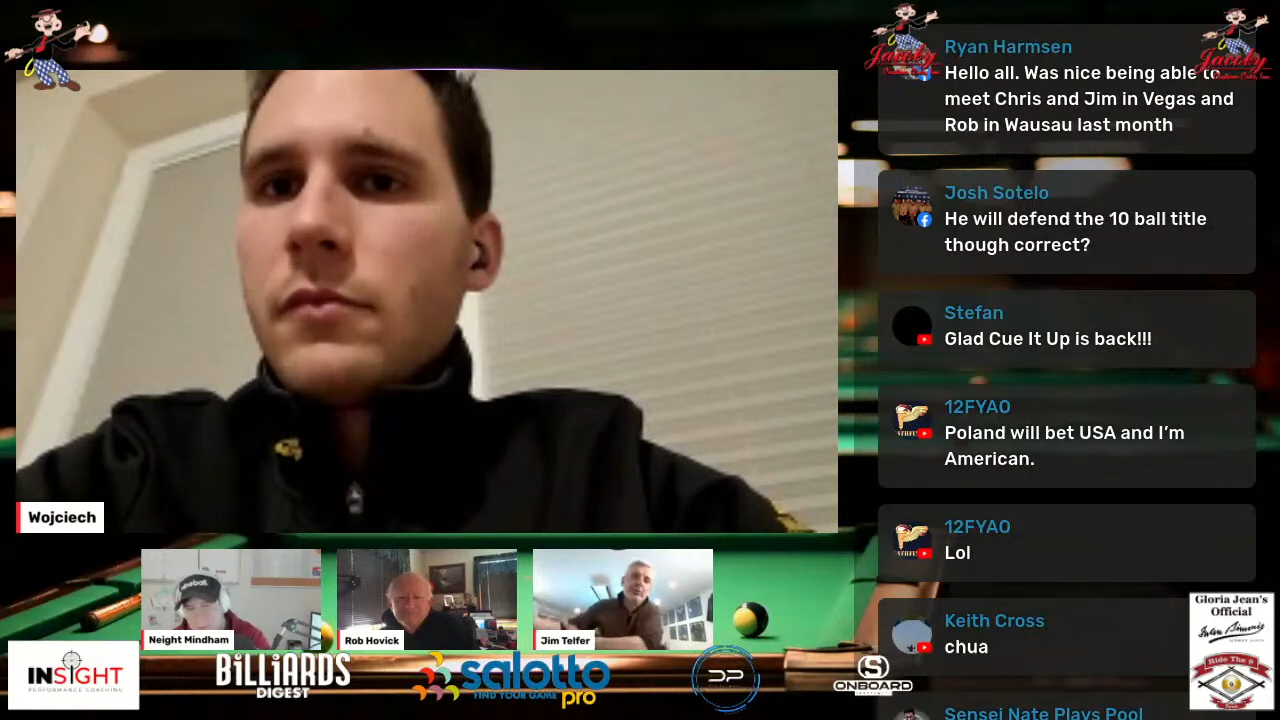 Jacoby
Jacoby
Ryan Harmsen
Hello all. Was nice being able to
meet Chris and Jim in Vegas and
Rob in Wausau last month
Josh Sotelo
He will defend the 10 ball title
though correct?
Stefan
Glad Cue It Up is back!!!
12FYAO
Poland will bet USA and I’m
American.
12FYAO
Lol
Keith Cross
chua
Sensei Nate Plays Pool
Wojciech
Neight Mindham
Rob Hovick
Jim Telfer
INSIGHT
PERFORMANCE COACHING
BILLIARDS
DIGEST
salotto
FIND YOUR GAME
pro
DP
S
ONBOARD
Gloria Jean's
Official
Ride The 9
Tour